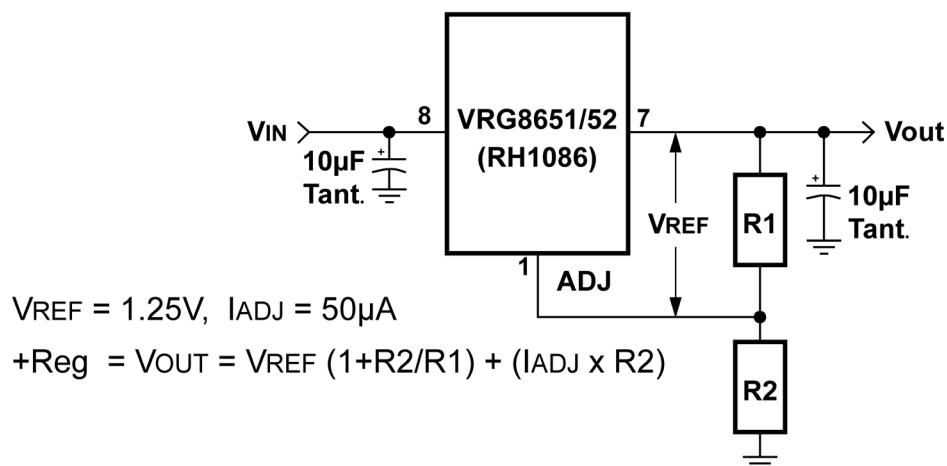 VRG8651/52
(RH1086)
8
7
1
ADJ
VIN
+
10µF
Tant.
VREF
R1
R2
Vout
+
10µF
Tant.
VREF = 1.25V, IADJ = 50µA
+Reg = VOUT = VREF (1+R2/R1) + (IADJ x R2)